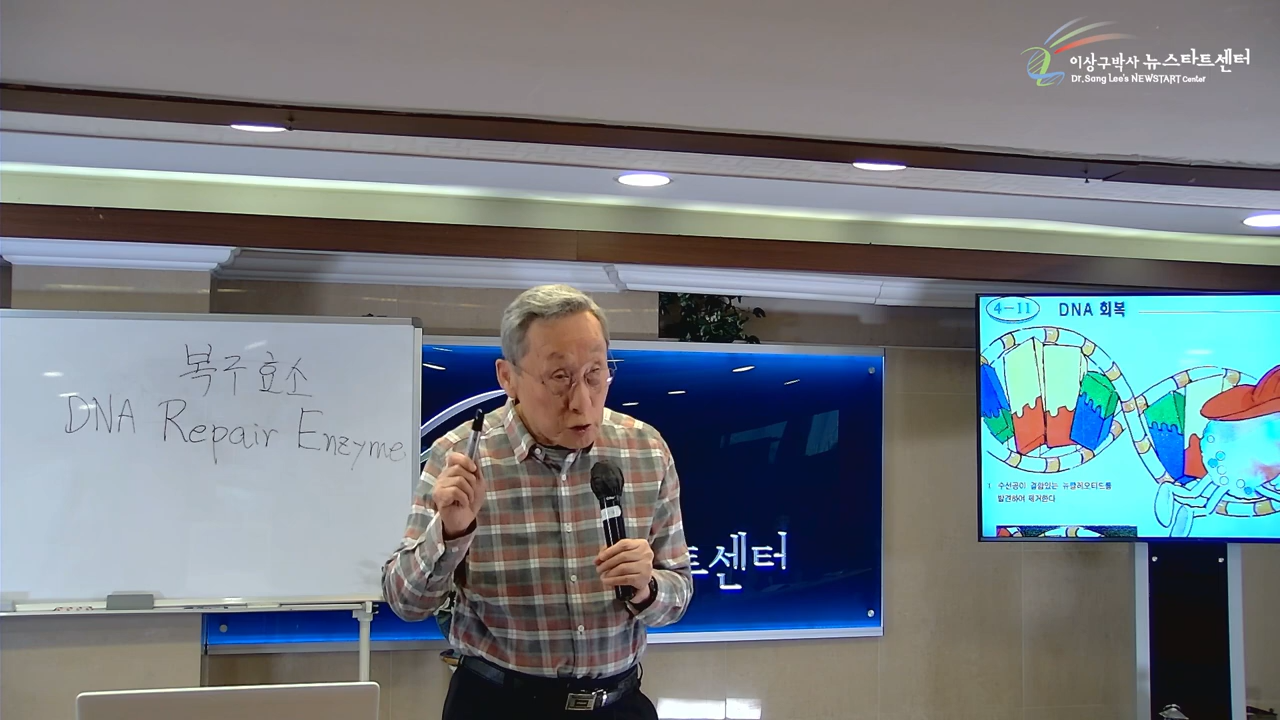 이상구박사 뉴스타트센터
Dr. Sang Lee's NEWSTART Center
복구효소
DNA Repair Enzyme
트센터
4-11 DNA 회복
1 수선공이 결함있는 뉴클레오티드를
발견하여 제거한다